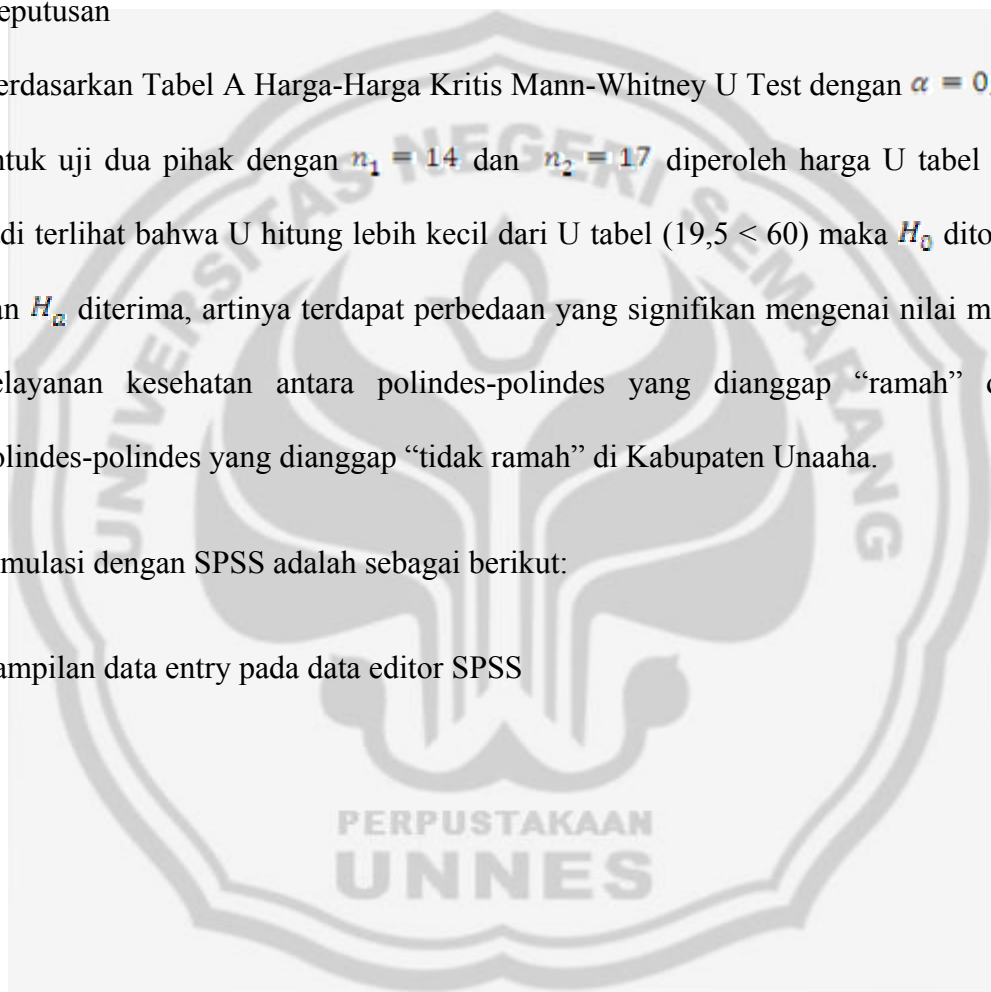 eputusan
erdasarkan Tabel A Harga-Harga Kritis Mann-Whitney U Test dengan α = 0,
ntuk uji dua pihak dengan n₁ = 14 dan n₂ = 17 diperoleh harga U tabel
di terlihat bahwa U hitung lebih kecil dari U tabel (19,5 < 60) maka H₀ dito
an Hₐ diterima, artinya terdapat perbedaan yang signifikan mengenai nilai m
elayanan kesehatan antara polindes-polindes yang dianggap “ramah”
olindes-polindes yang dianggap “tidak ramah” di Kabupaten Unaaha.
mulasi dengan SPSS adalah sebagai berikut:
ampilan data entry pada data editor SPSS
UNIVERSITAS NEGERI SEMARANG
PERPUSTAKAAN
UNNES